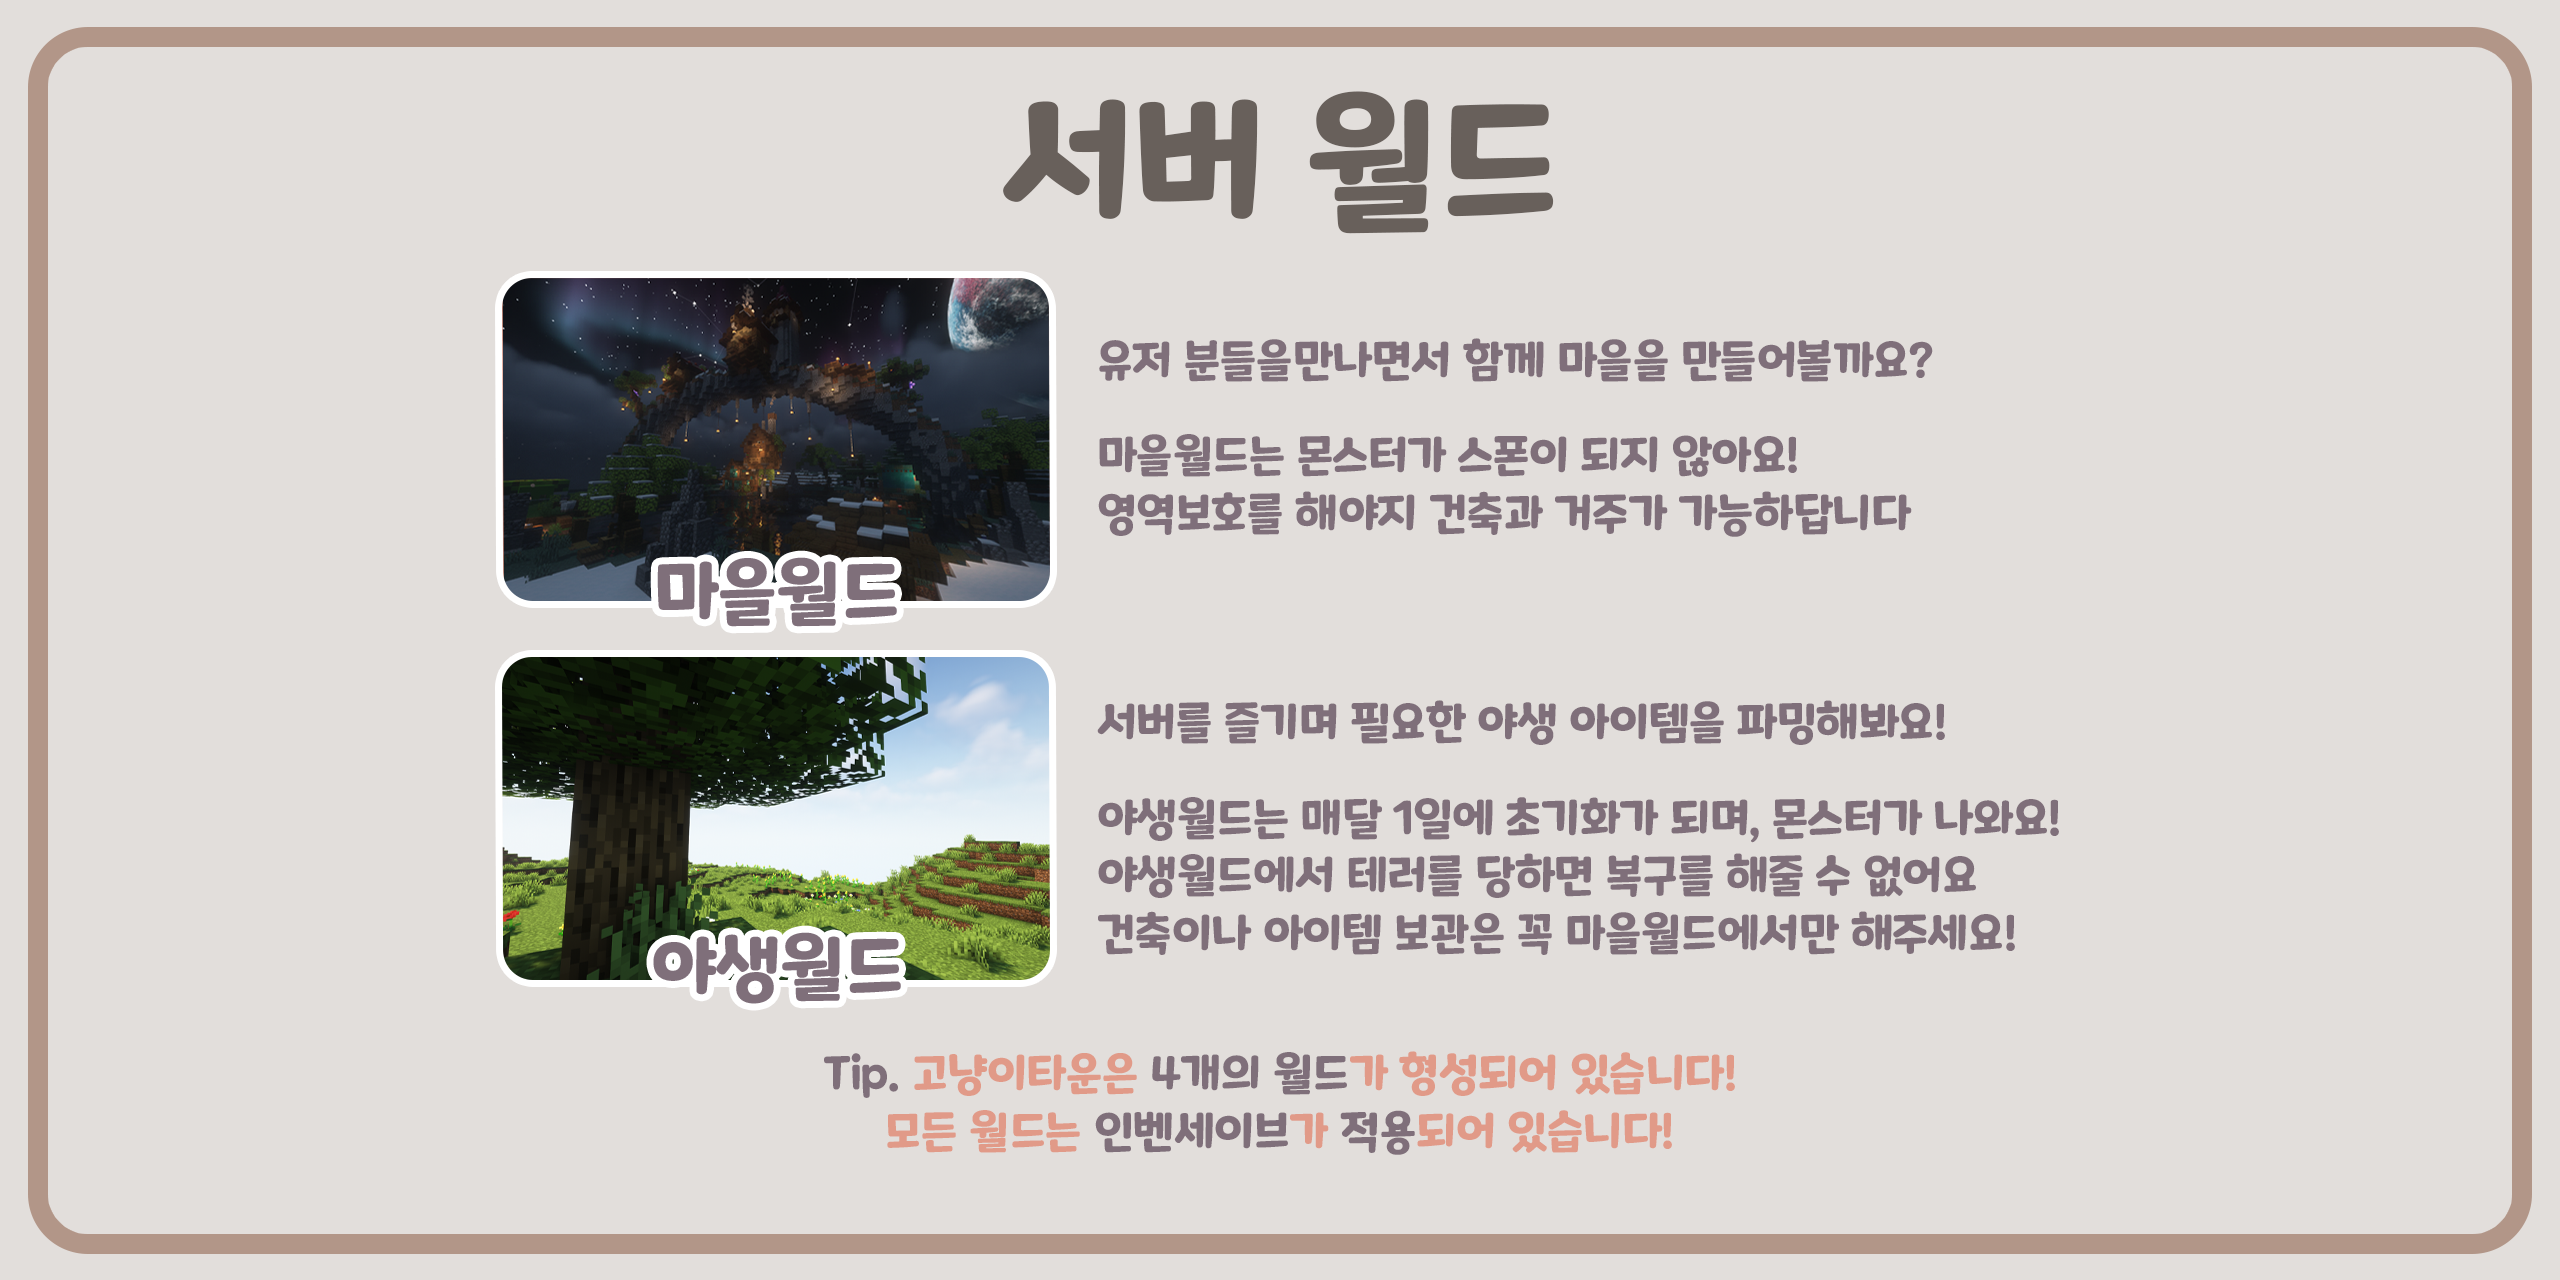 서버 월드
유저 분들을만나면서 함께 마을을 만들어볼까요?
마을월드는 몬스터가 스폰이 되지 않아요!
영역보호를 해야지 건축과 거주가 가능하답니다
마을월드
서버를 즐기며 필요한 야생 아이템을 파밍해봐요!
야생월드는 매달 1일에 초기화가 되며, 몬스터가 나와요!
야생월드에서 테러를 당하면 복구를 해줄 수 없어요
건축이나 아이템 보관은 꼭 마을월드에서만 해주세요!
야생월드
Tip. 고냥이타운은 4개의 월드가 형성되어 있습니다!
모든 월드는 인벤세이브가 적용되어 있습니다!